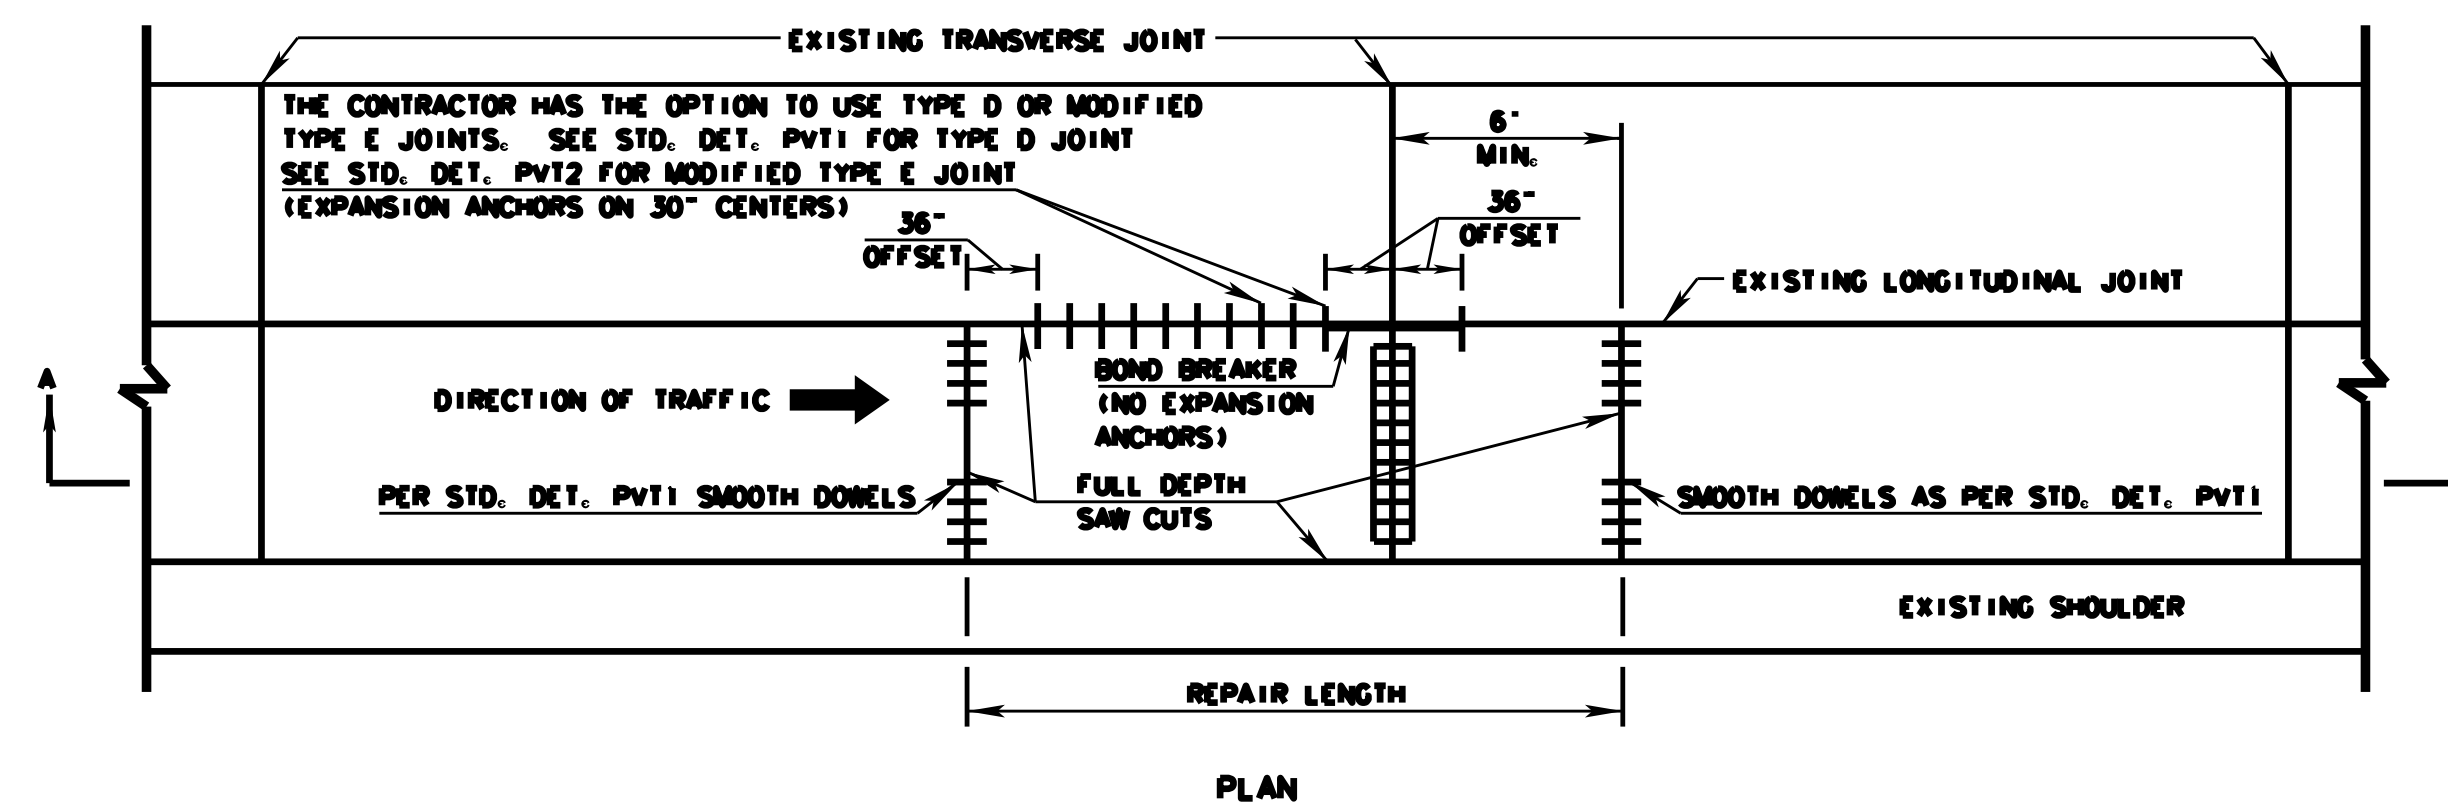 EXISTING TRANSVERSE JOINT
THE CONTRACTOR HAS THE OPTION TO USE TYPE D OR MODIFIED
TYPE E JOINTS. SEE STD. DET. PVT1 FOR TYPE D JOINT
SEE STD. DET. PVT2 FOR MODIFIED TYPE E JOINT
(EXPANSION ANCHORS ON 30" CENTERS)
6'
MIN.
36"
OFFSET
36"
OFFSET
EXISTING LONGITUDINAL JOINT
A
DIRECTION OF TRAFFIC
BOND BREAKER
(NO EXPANSION
ANCHORS)
PER STD. DET. PVT1 SMOOTH DOWELS
FULL DEPTH
SAW CUTS
SMOOTH DOWELS AS PER STD. DET. PVT1
EXISTING SHOULDER
REPAIR LENGTH
PLAN